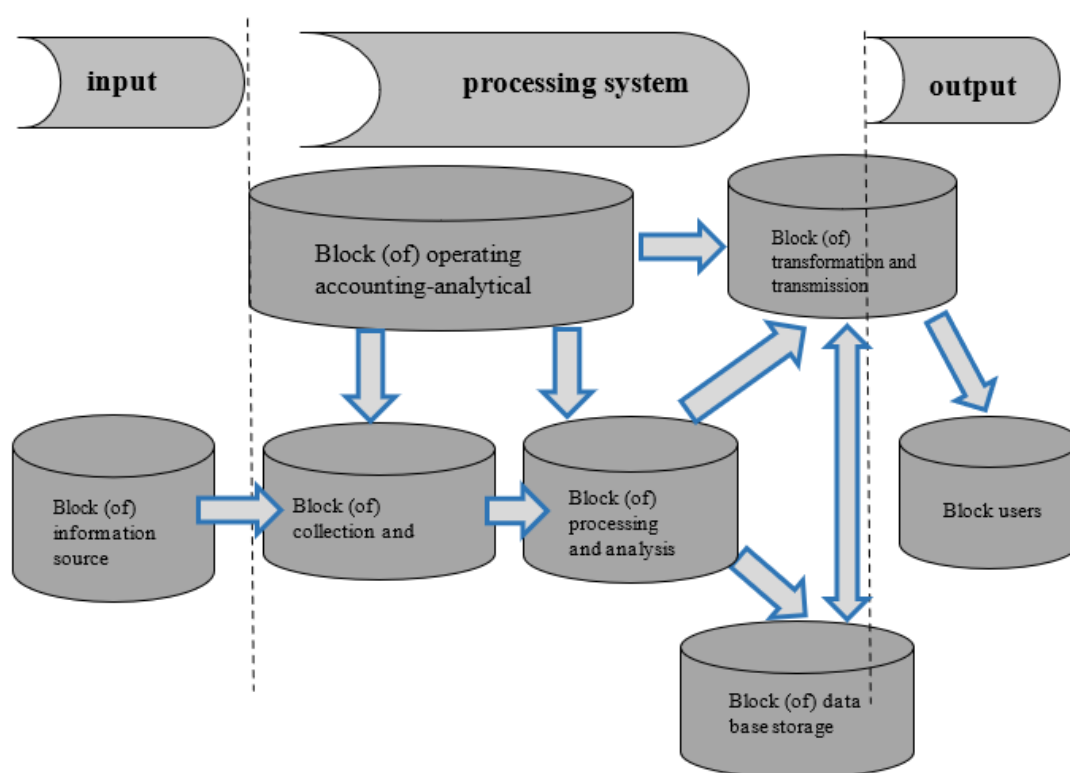 input
processing system
output
Block (of) operating
accounting-analytical
Block (of)
transformation and
transmission
Block (of)
information
source
Block (of)
collection and
Block (of)
processing
and analysis
Block users
Block (of) data
base storage